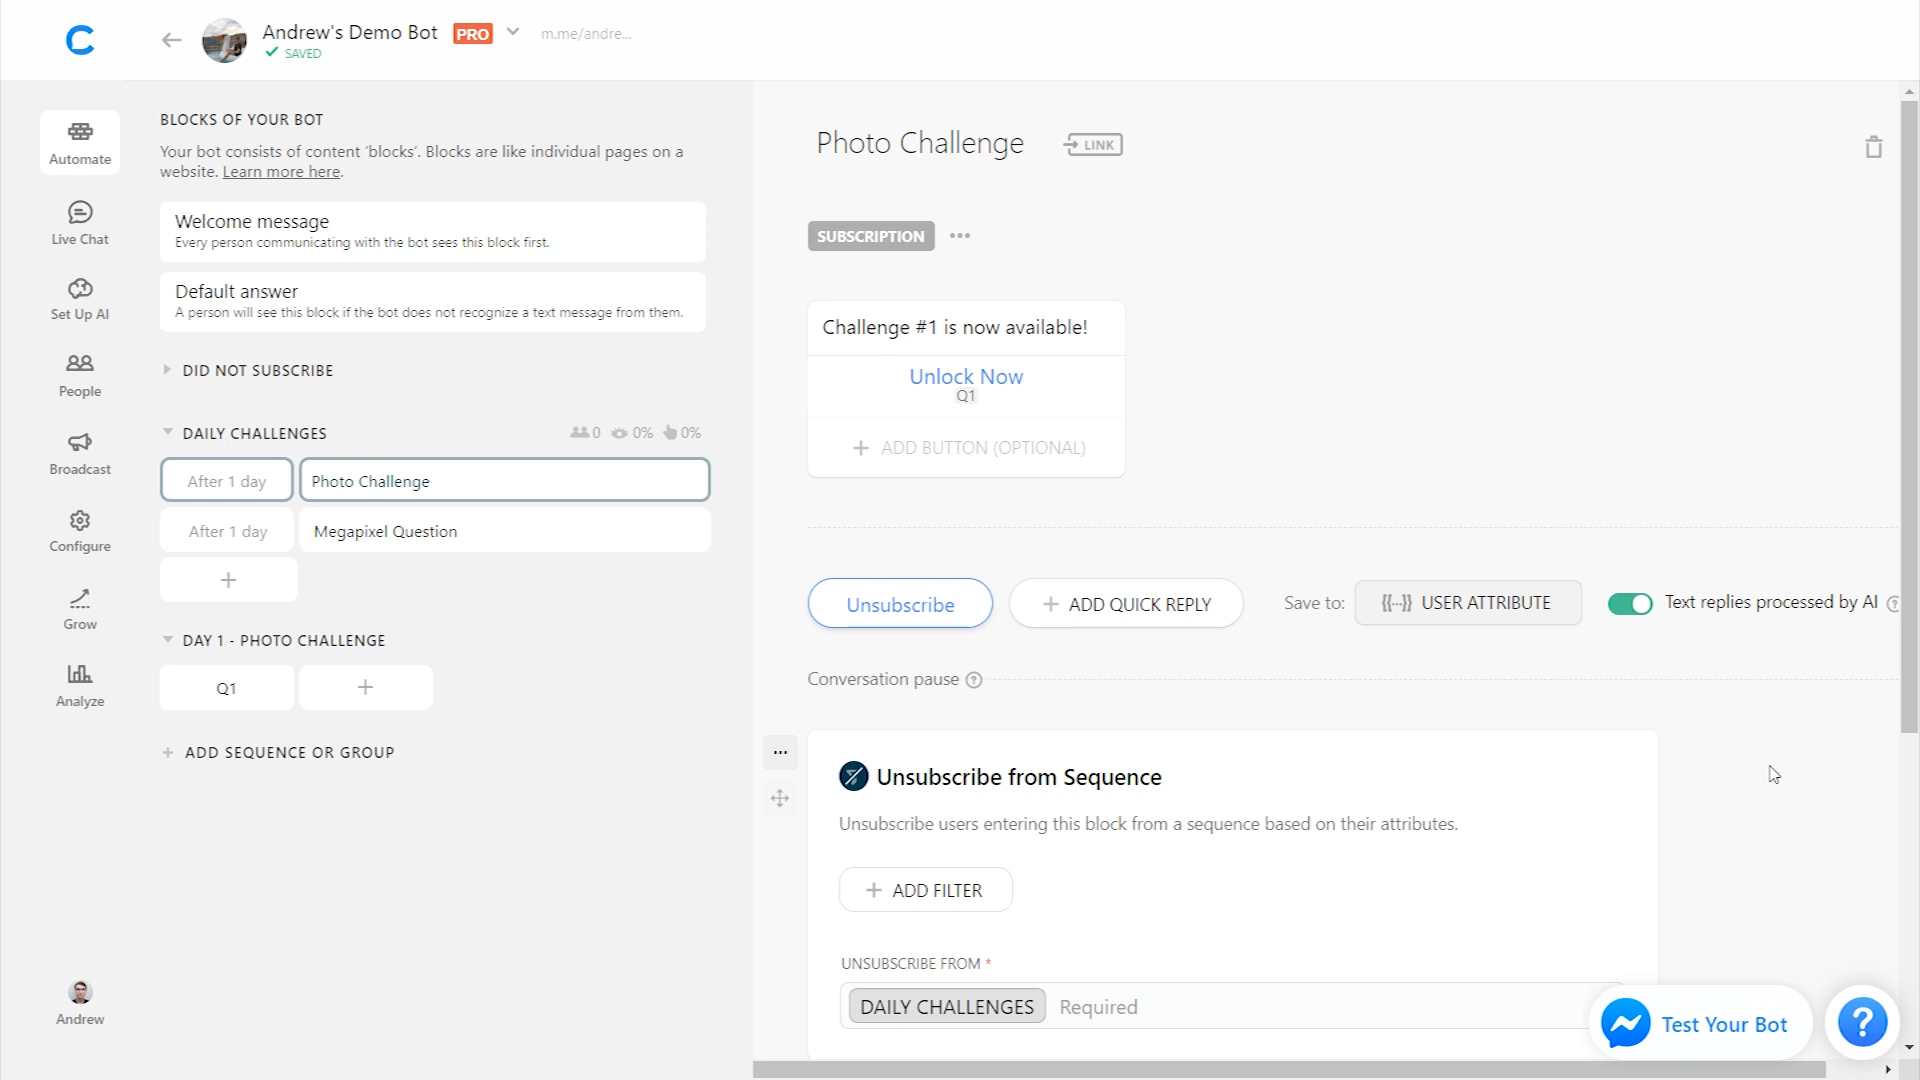 Andrew's Demo Bot PRO m.me/andre...
SAVED
Automate
Live Chat
Set Up AI
People
Broadcast
Configure
Grow
Analyze
Andrew
BLOCKS OF YOUR BOT
Your bot consists of content 'blocks'. Blocks are like individual pages on a
website. Learn more here.
Welcome message
Every person communicating with the bot sees this block first.
Default answer
A person will see this block if the bot does not recognize a text message from them.
DID NOT SUBSCRIBE
DAILY CHALLENGES 0 0% 0%
After 1 day Photo Challenge
After 1 day Megapixel Question
+
DAY 1 - PHOTO CHALLENGE
Q1 +
+ ADD SEQUENCE OR GROUP
Photo Challenge LINK
SUBSCRIPTION •••
Challenge #1 is now available!
Unlock Now
Q1
+ ADD BUTTON (OPTIONAL)
Unsubscribe + ADD QUICK REPLY Save to: {{...}} USER ATTRIBUTE Text replies processed by AI ?
Conversation pause ?
...
Unsubscribe from Sequence
Unsubscribe users entering this block from a sequence based on their attributes.
+ ADD FILTER
UNSUBSCRIBE FROM *
DAILY CHALLENGES Required
Test Your Bot ?